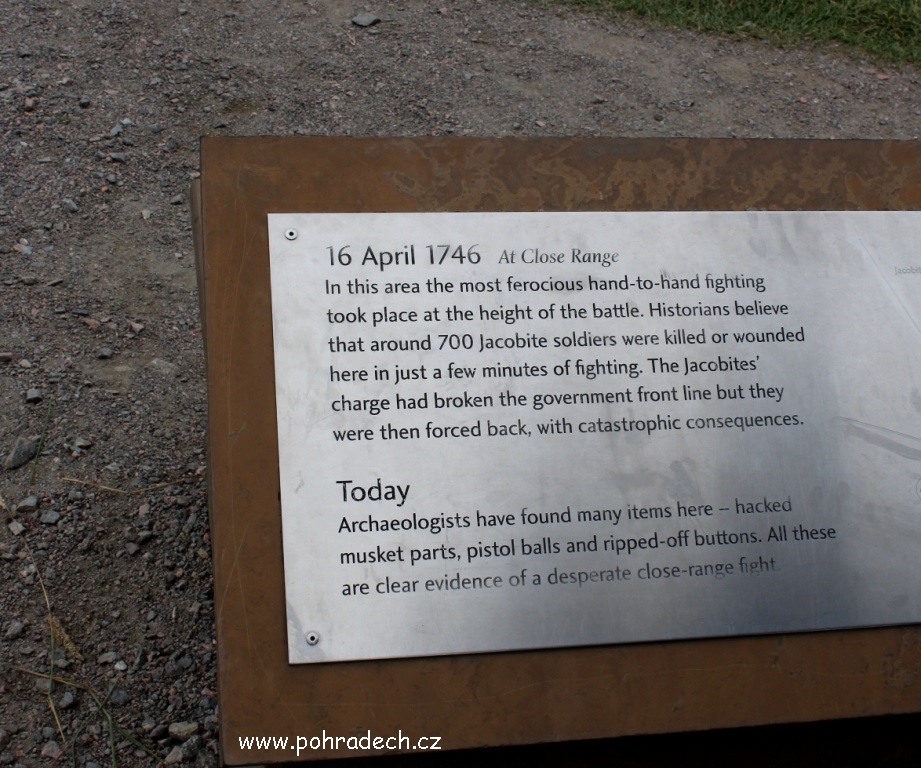 16 April 1746 At Close Range
In this area the most ferocious hand-to-hand fighting
took place at the height of the battle. Historians believe
that around 700 Jacobite soldiers were killed or wounded
here in just a few minutes of fighting. The Jacobites'
charge had broken the government front line but they
were then forced back, with catastrophic consequences.
Today
Archaeologists have found many items here – hacked
musket parts, pistol balls and ripped-off buttons. All these
are clear evidence of a desperate close-range fight
www.pohradech.cz